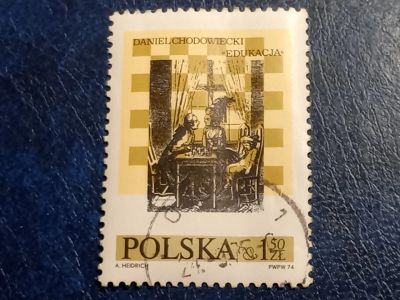 DANIEL CHODOWIECKI
"EDUKACJA"
POLSKA 1,50 ZŁ
A. HEIDRICH PWPW 74